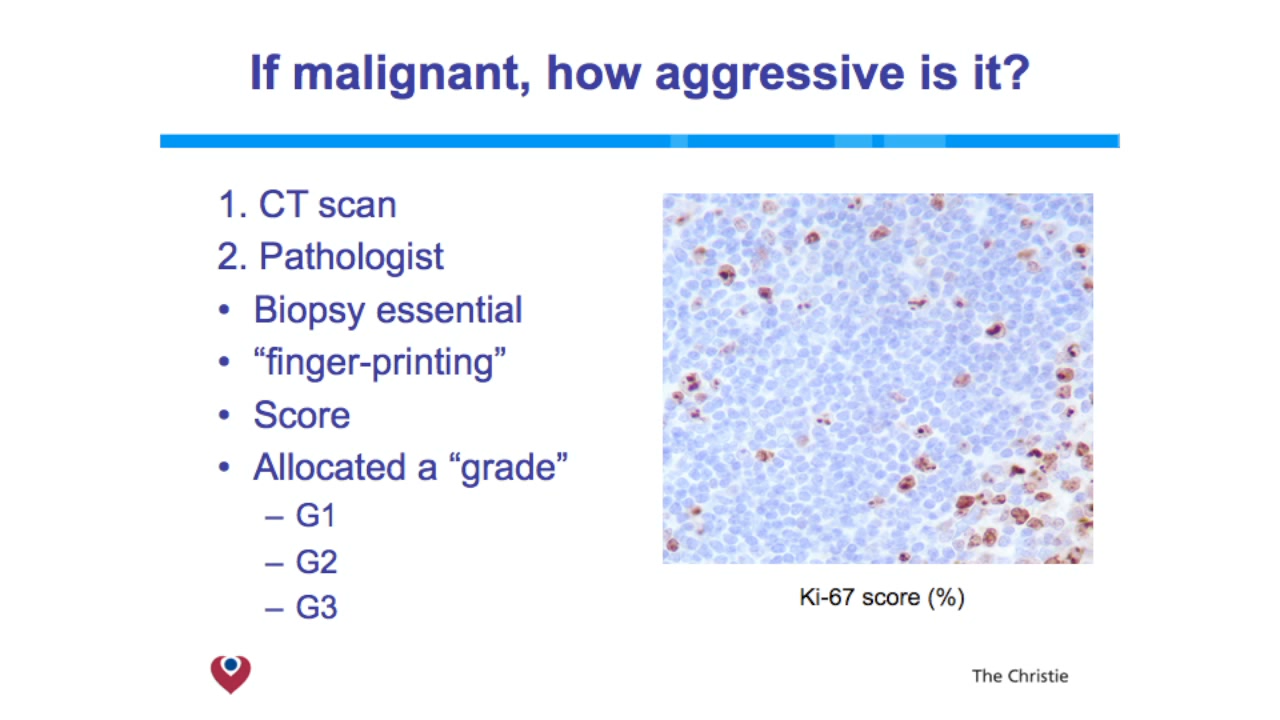 If malignant, how aggressive is it?
1. CT scan
2. Pathologist
• Biopsy essential
• “finger-printing”
• Score
• Allocated a “grade”
– G1
– G2
– G3
Ki-67 score (%)
The Christie